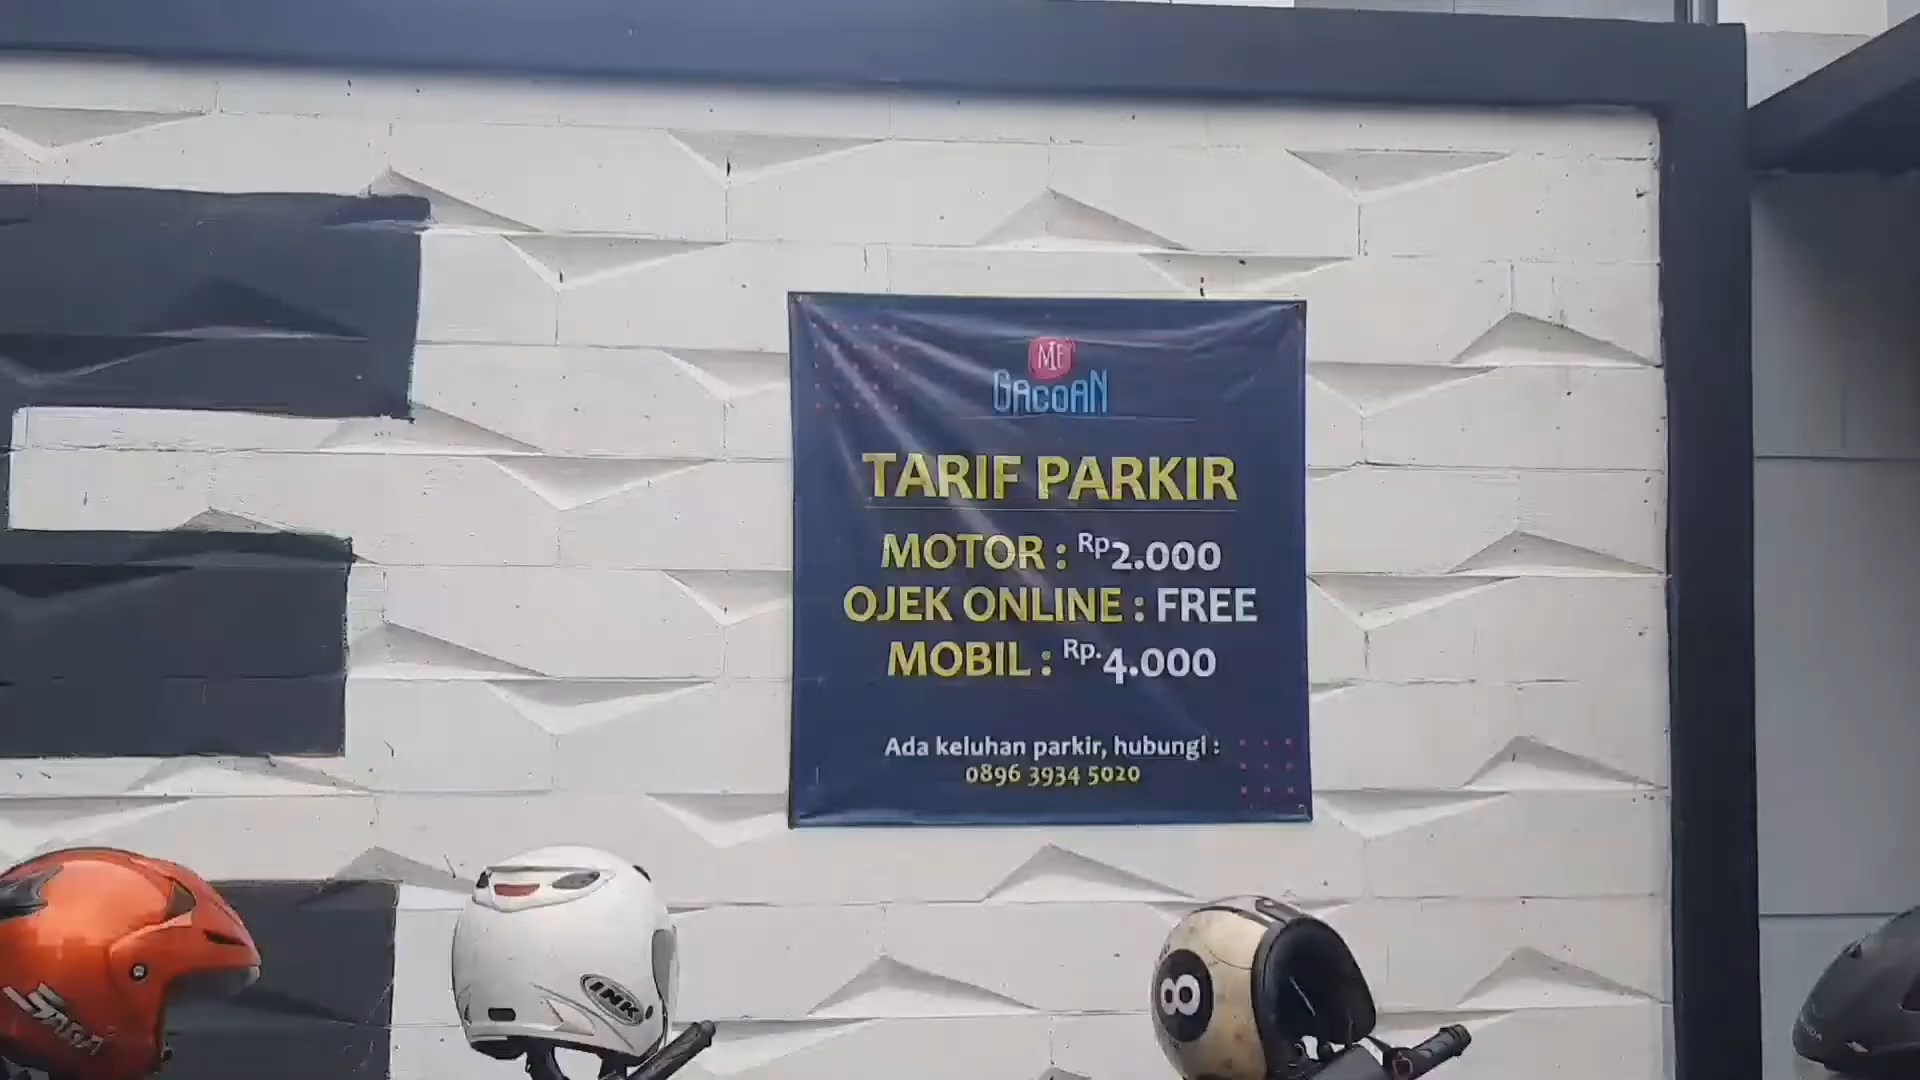 MIE
GACOAN
TARIF PARKIR
MOTOR : Rp2.000
OJEK ONLINE : FREE
MOBIL : Rp.4.000
Ada keluhan parkir, hubungi :
0896 3934 5020
INK
8